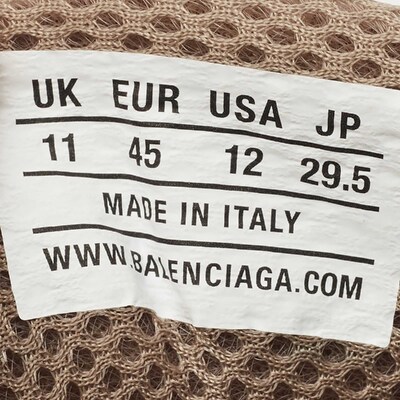 UK EUR USA JP
11 45 12 29.5
MADE IN ITALY
WWW.BALENCIAGA.COM